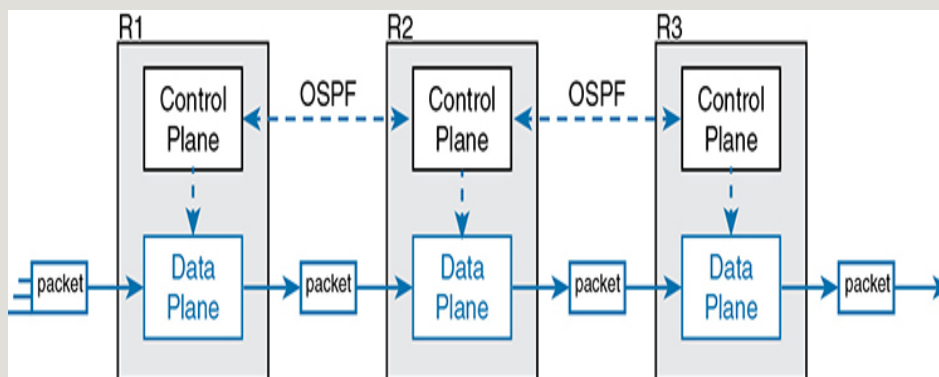 R1
R2
R3
Control
Plane
OSPF
Control
Plane
OSPF
Control
Plane
packet
Data
Plane
packet
Data
Plane
packet
Data
Plane
packet